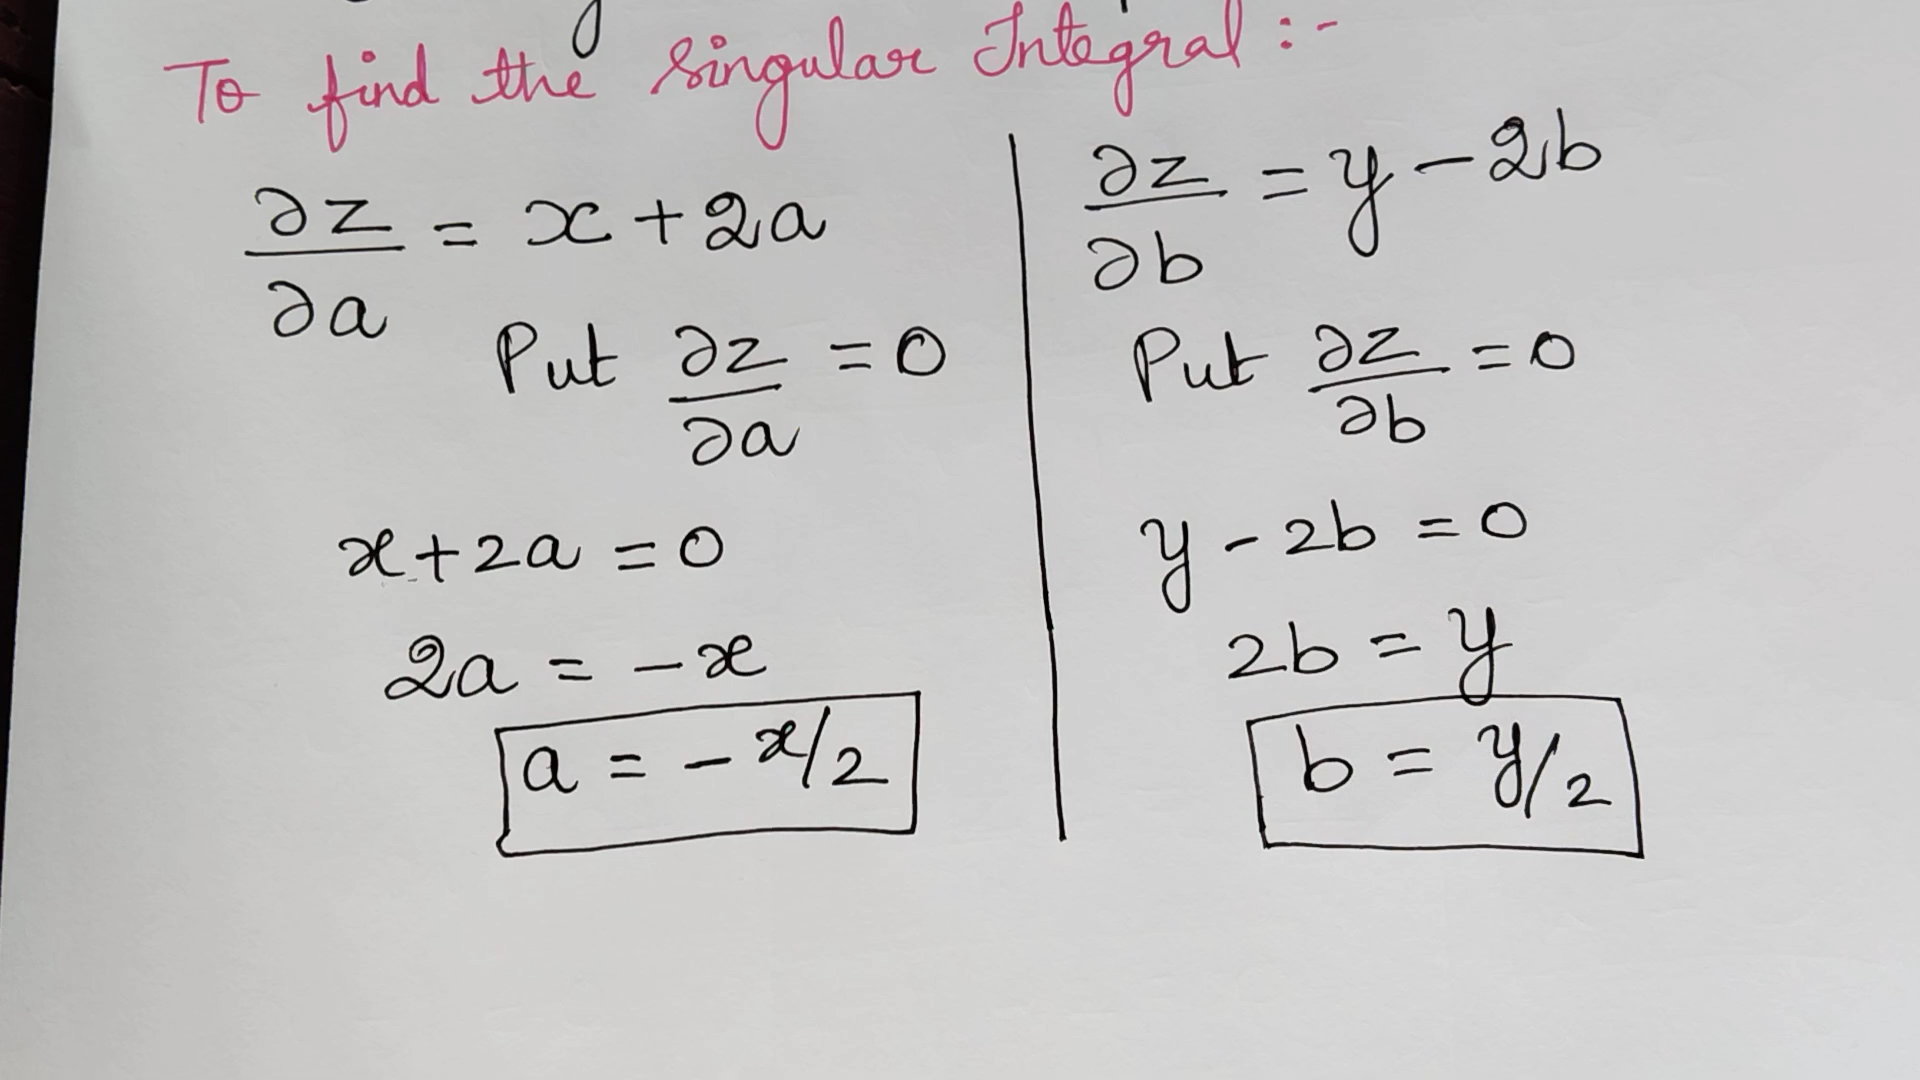 To find the Singular Integral :-
∂z/∂a = x + 2a
Put ∂z/∂a = 0
x + 2a = 0
2a = -x
a = -x/2
∂z/∂b = y - 2b
Put ∂z/∂b = 0
y - 2b = 0
2b = y
b = y/2